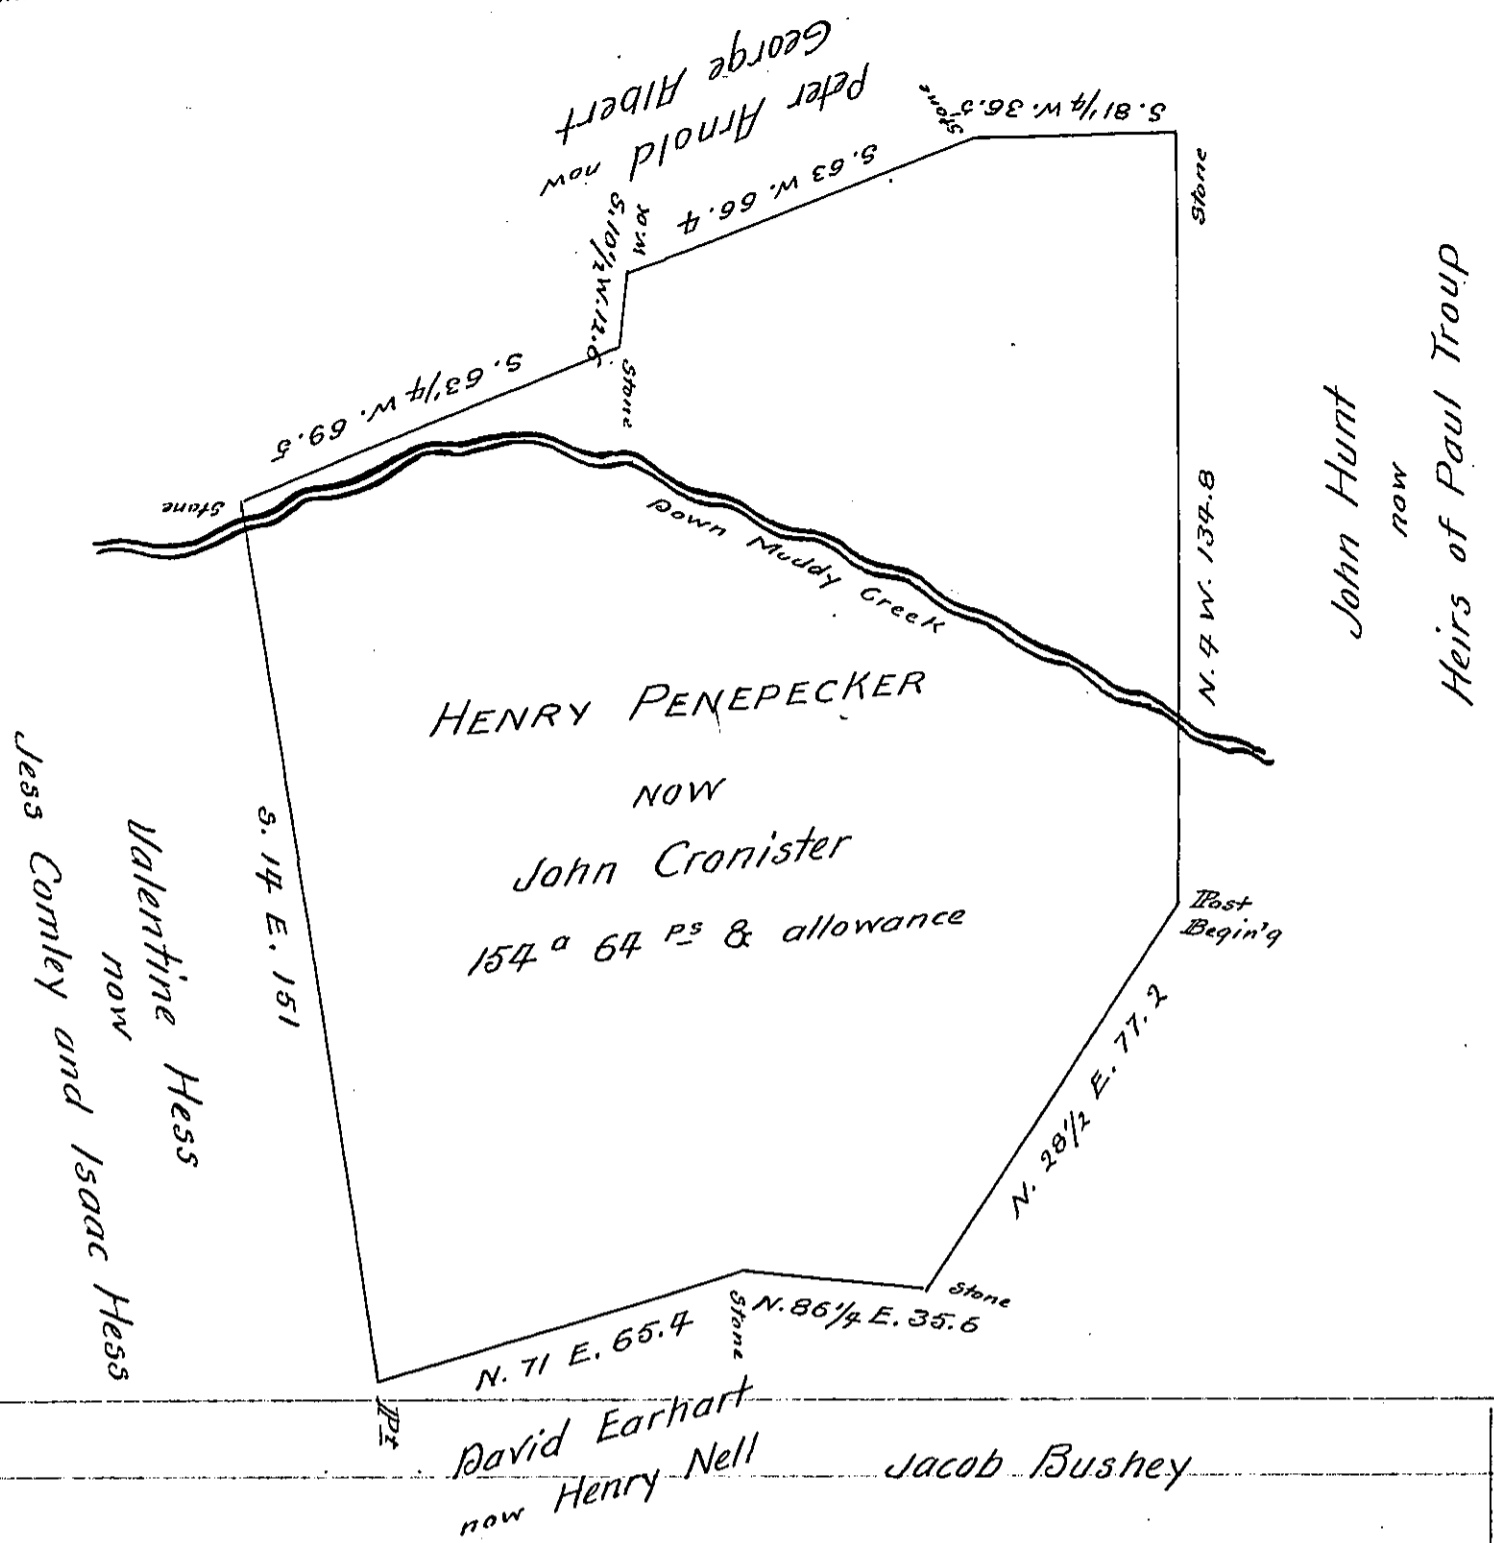 George Albert
now
Peter Arnold
S. 81 1/4 W. 36.5
Stone
Stone
S. 63 W. 66.4
W.O.
S. 10 1/2 W. 12.6
Stone
S. 63 1/4 W. 69.5
Stone
Down Muddy Creek
N. 4 W. 134.8
John Hunt
now
Heirs of Paul Troup
HENRY PENEPECKER
NOW
John Cronister
154 a 64 ps & allowance
S. 14 E. 151
Valentine Hess
now
Jess Comley and Isaac Hess
Post
Begin'g
N. 28 1/2 E. 77.2
Stone
N. 86 1/4 E. 35.6
Stone
N. 71 E. 65.4
Pt
David Earhart
now Henry Nell
Jacob Bushey